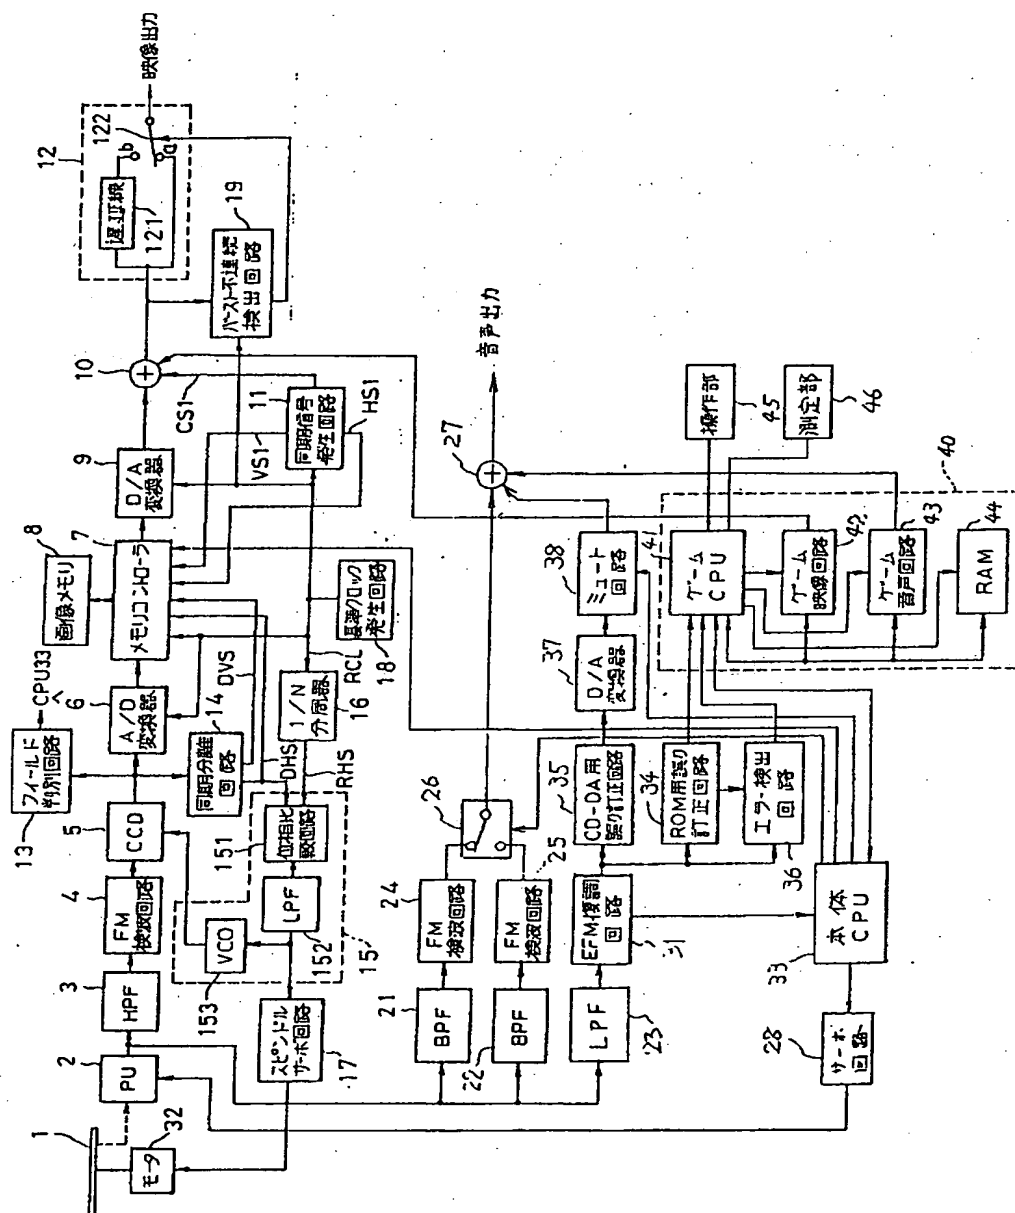 1
2
PU
32
モータ
3
HPF
4
FM
検波回路
5
CCD
13
フィールド
判別回路
CPU33
6
A/D
変換器
7
メモリコントローラ
8
画像メモリ
9
D/A
変換器
10
12
遅延線
121
b
a
122
映像出力
19
バースト不連続
検出回路
CS1
VS1
11
同期信号
発生回路
HS1
14
同期分離
回路
DVS
DHS
RHS
RCL
1/N
分周器
16
基準クロック
発生回路
18
151
位相比
較回路
LPF
152
VCO
153
15
スピンドル
サーボ回路
17
21
BPF
22
BPF
LPF
23
24
FM
検波回路
25
FM
検波回路
26
27
音声出力
EFM復調
回路
31
35
CD-DA用
誤り訂正回路
37
D/A
変換器
38
ミュート
回路
34
ROM用誤り
訂正回路
エラー検出
回路
36
本体
CPU
33
28
サーボ
回路
40
41
ゲーム
CPU
42
ゲーム
映像回路
43
ゲーム
音声回路
44
RAM
操作部
45
測定部
46